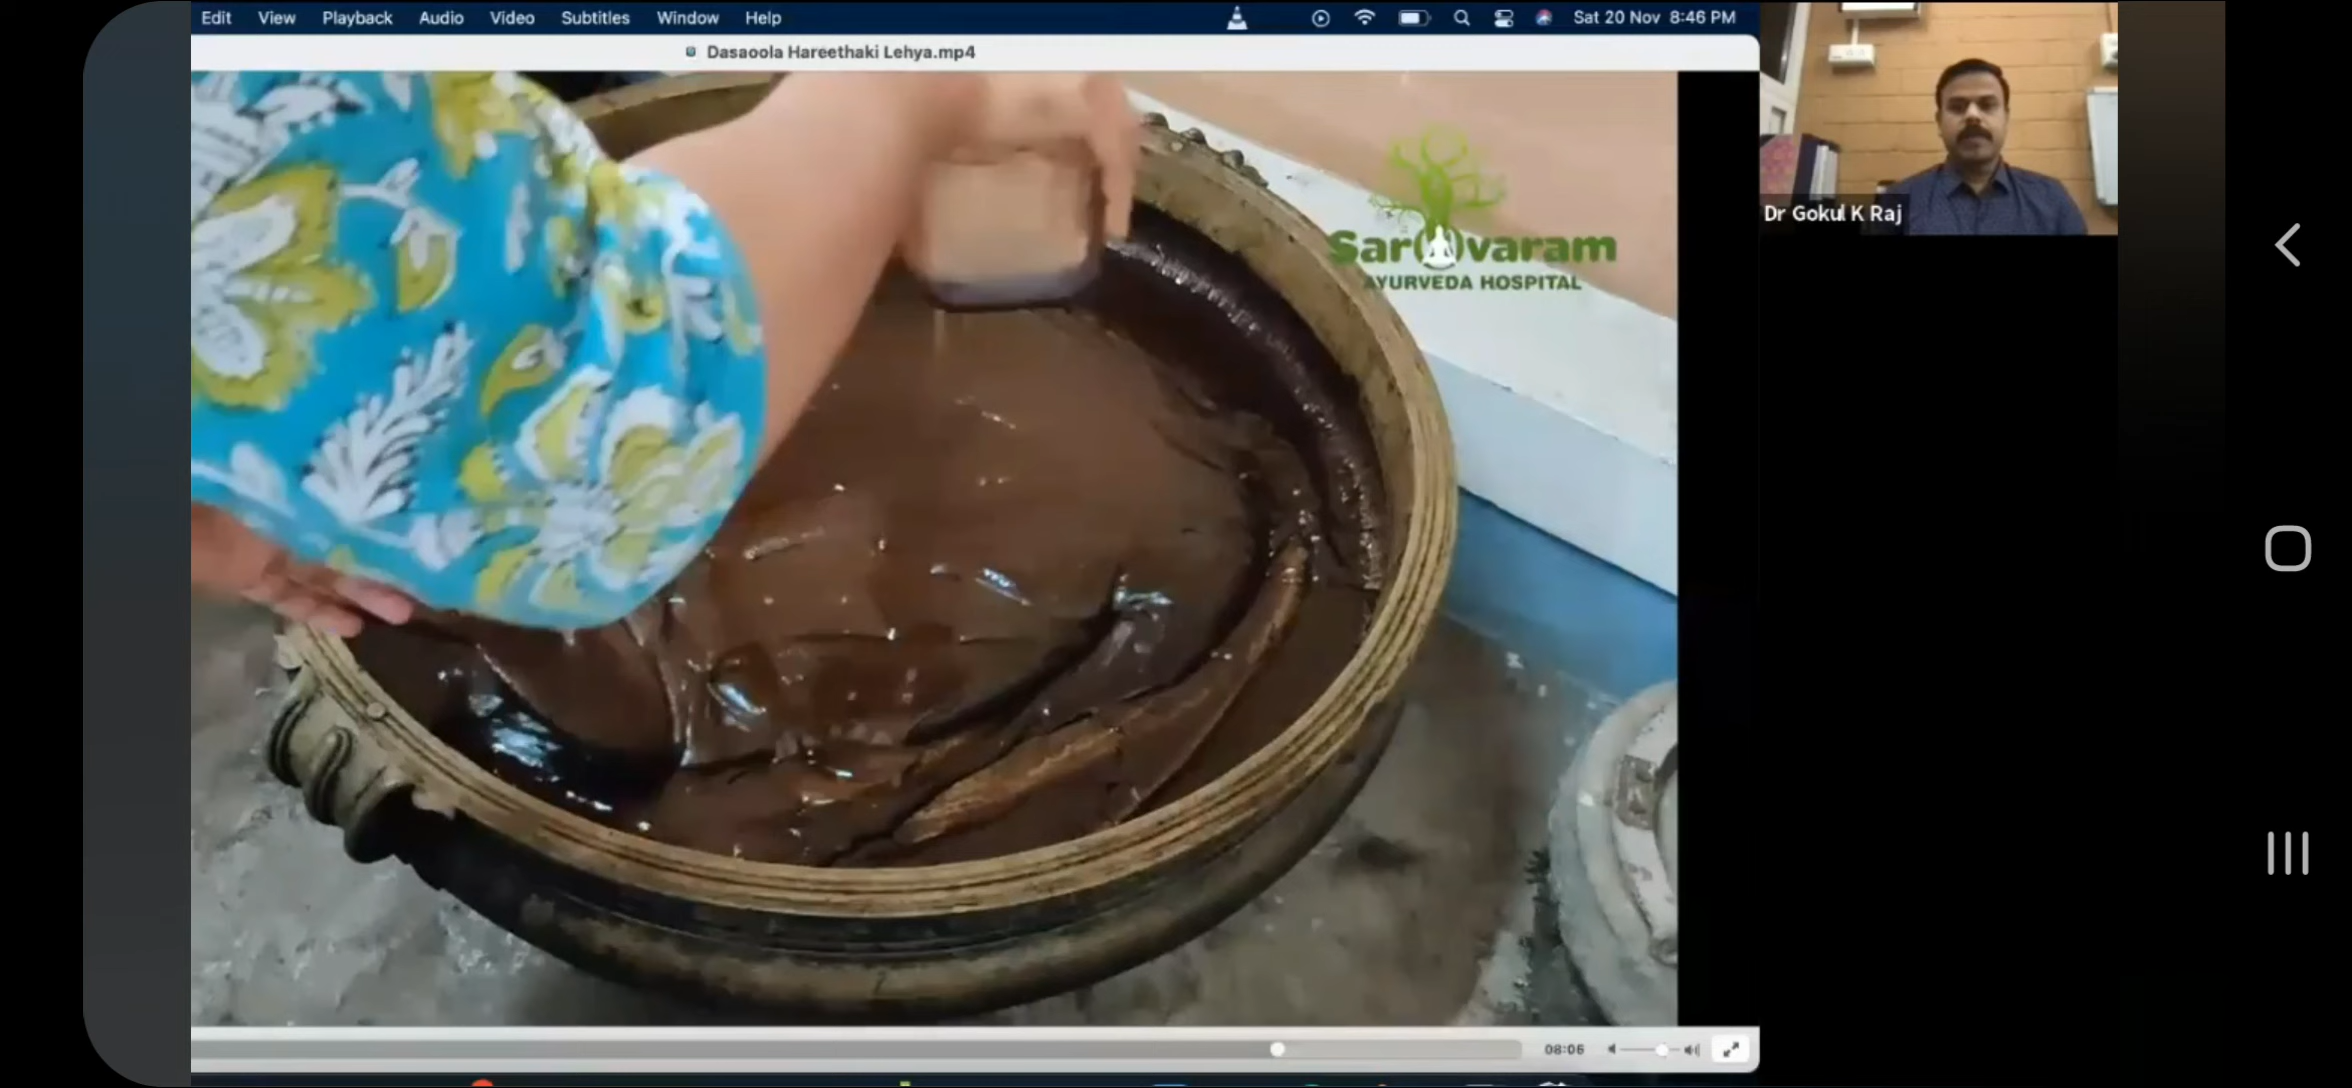 Edit View Playback Audio Video Subtitles Window Help Sat 20 Nov 8:46 PM
Dasaoola Hareethaki Lehya.mp4
Sarovaram
AYURVEDA HOSPITAL
Dr Gokul K Raj
08:06